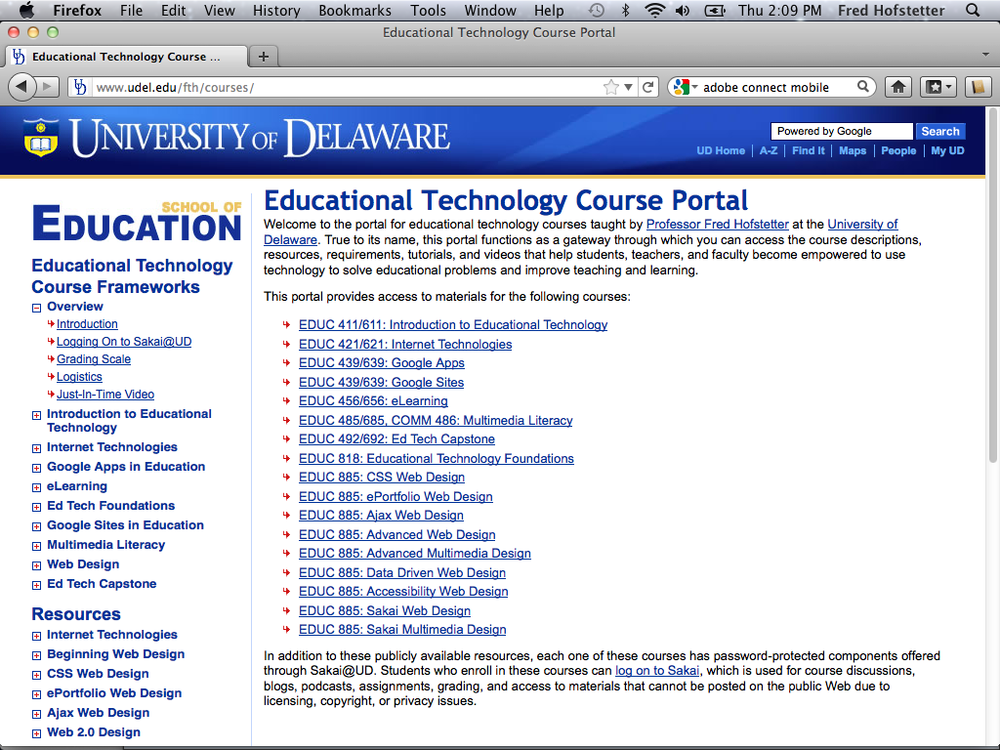 Firefox File Edit View History Bookmarks Tools Window Help Thu 2:09 PM Fred Hofstetter
Educational Technology Course Portal
Educational Technology Course ... +
www.udel.edu/fth/courses/ adobe connect mobile
UNIVERSITY OF DELAWARE
Powered by Google Search
UD Home A-Z Find It Maps People My UD
SCHOOL OF
EDUCATION
Educational Technology
Course Frameworks
Overview
Introduction
Logging On to Sakai@UD
Grading Scale
Logistics
Just-In-Time Video
Introduction to Educational
Technology
Internet Technologies
Google Apps in Education
eLearning
Ed Tech Foundations
Google Sites in Education
Multimedia Literacy
Web Design
Ed Tech Capstone
Resources
Internet Technologies
Beginning Web Design
CSS Web Design
ePortfolio Web Design
Ajax Web Design
Web 2.0 Design
Educational Technology Course Portal
Welcome to the portal for educational technology courses taught by Professor Fred Hofstetter at the University of
Delaware. True to its name, this portal functions as a gateway through which you can access the course descriptions,
resources, requirements, tutorials, and videos that help students, teachers, and faculty become empowered to use
technology to solve educational problems and improve teaching and learning.
This portal provides access to materials for the following courses:
EDUC 411/611: Introduction to Educational Technology
EDUC 421/621: Internet Technologies
EDUC 439/639: Google Apps
EDUC 439/639: Google Sites
EDUC 456/656: eLearning
EDUC 485/685, COMM 486: Multimedia Literacy
EDUC 492/692: Ed Tech Capstone
EDUC 818: Educational Technology Foundations
EDUC 885: CSS Web Design
EDUC 885: ePortfolio Web Design
EDUC 885: Ajax Web Design
EDUC 885: Advanced Web Design
EDUC 885: Advanced Multimedia Design
EDUC 885: Data Driven Web Design
EDUC 885: Accessibility Web Design
EDUC 885: Sakai Web Design
EDUC 885: Sakai Multimedia Design
In addition to these publicly available resources, each one of these courses has password-protected components offered
through Sakai@UD. Students who enroll in these courses can log on to Sakai, which is used for course discussions,
blogs, podcasts, assignments, grading, and access to materials that cannot be posted on the public Web due to
licensing, copyright, or privacy issues.